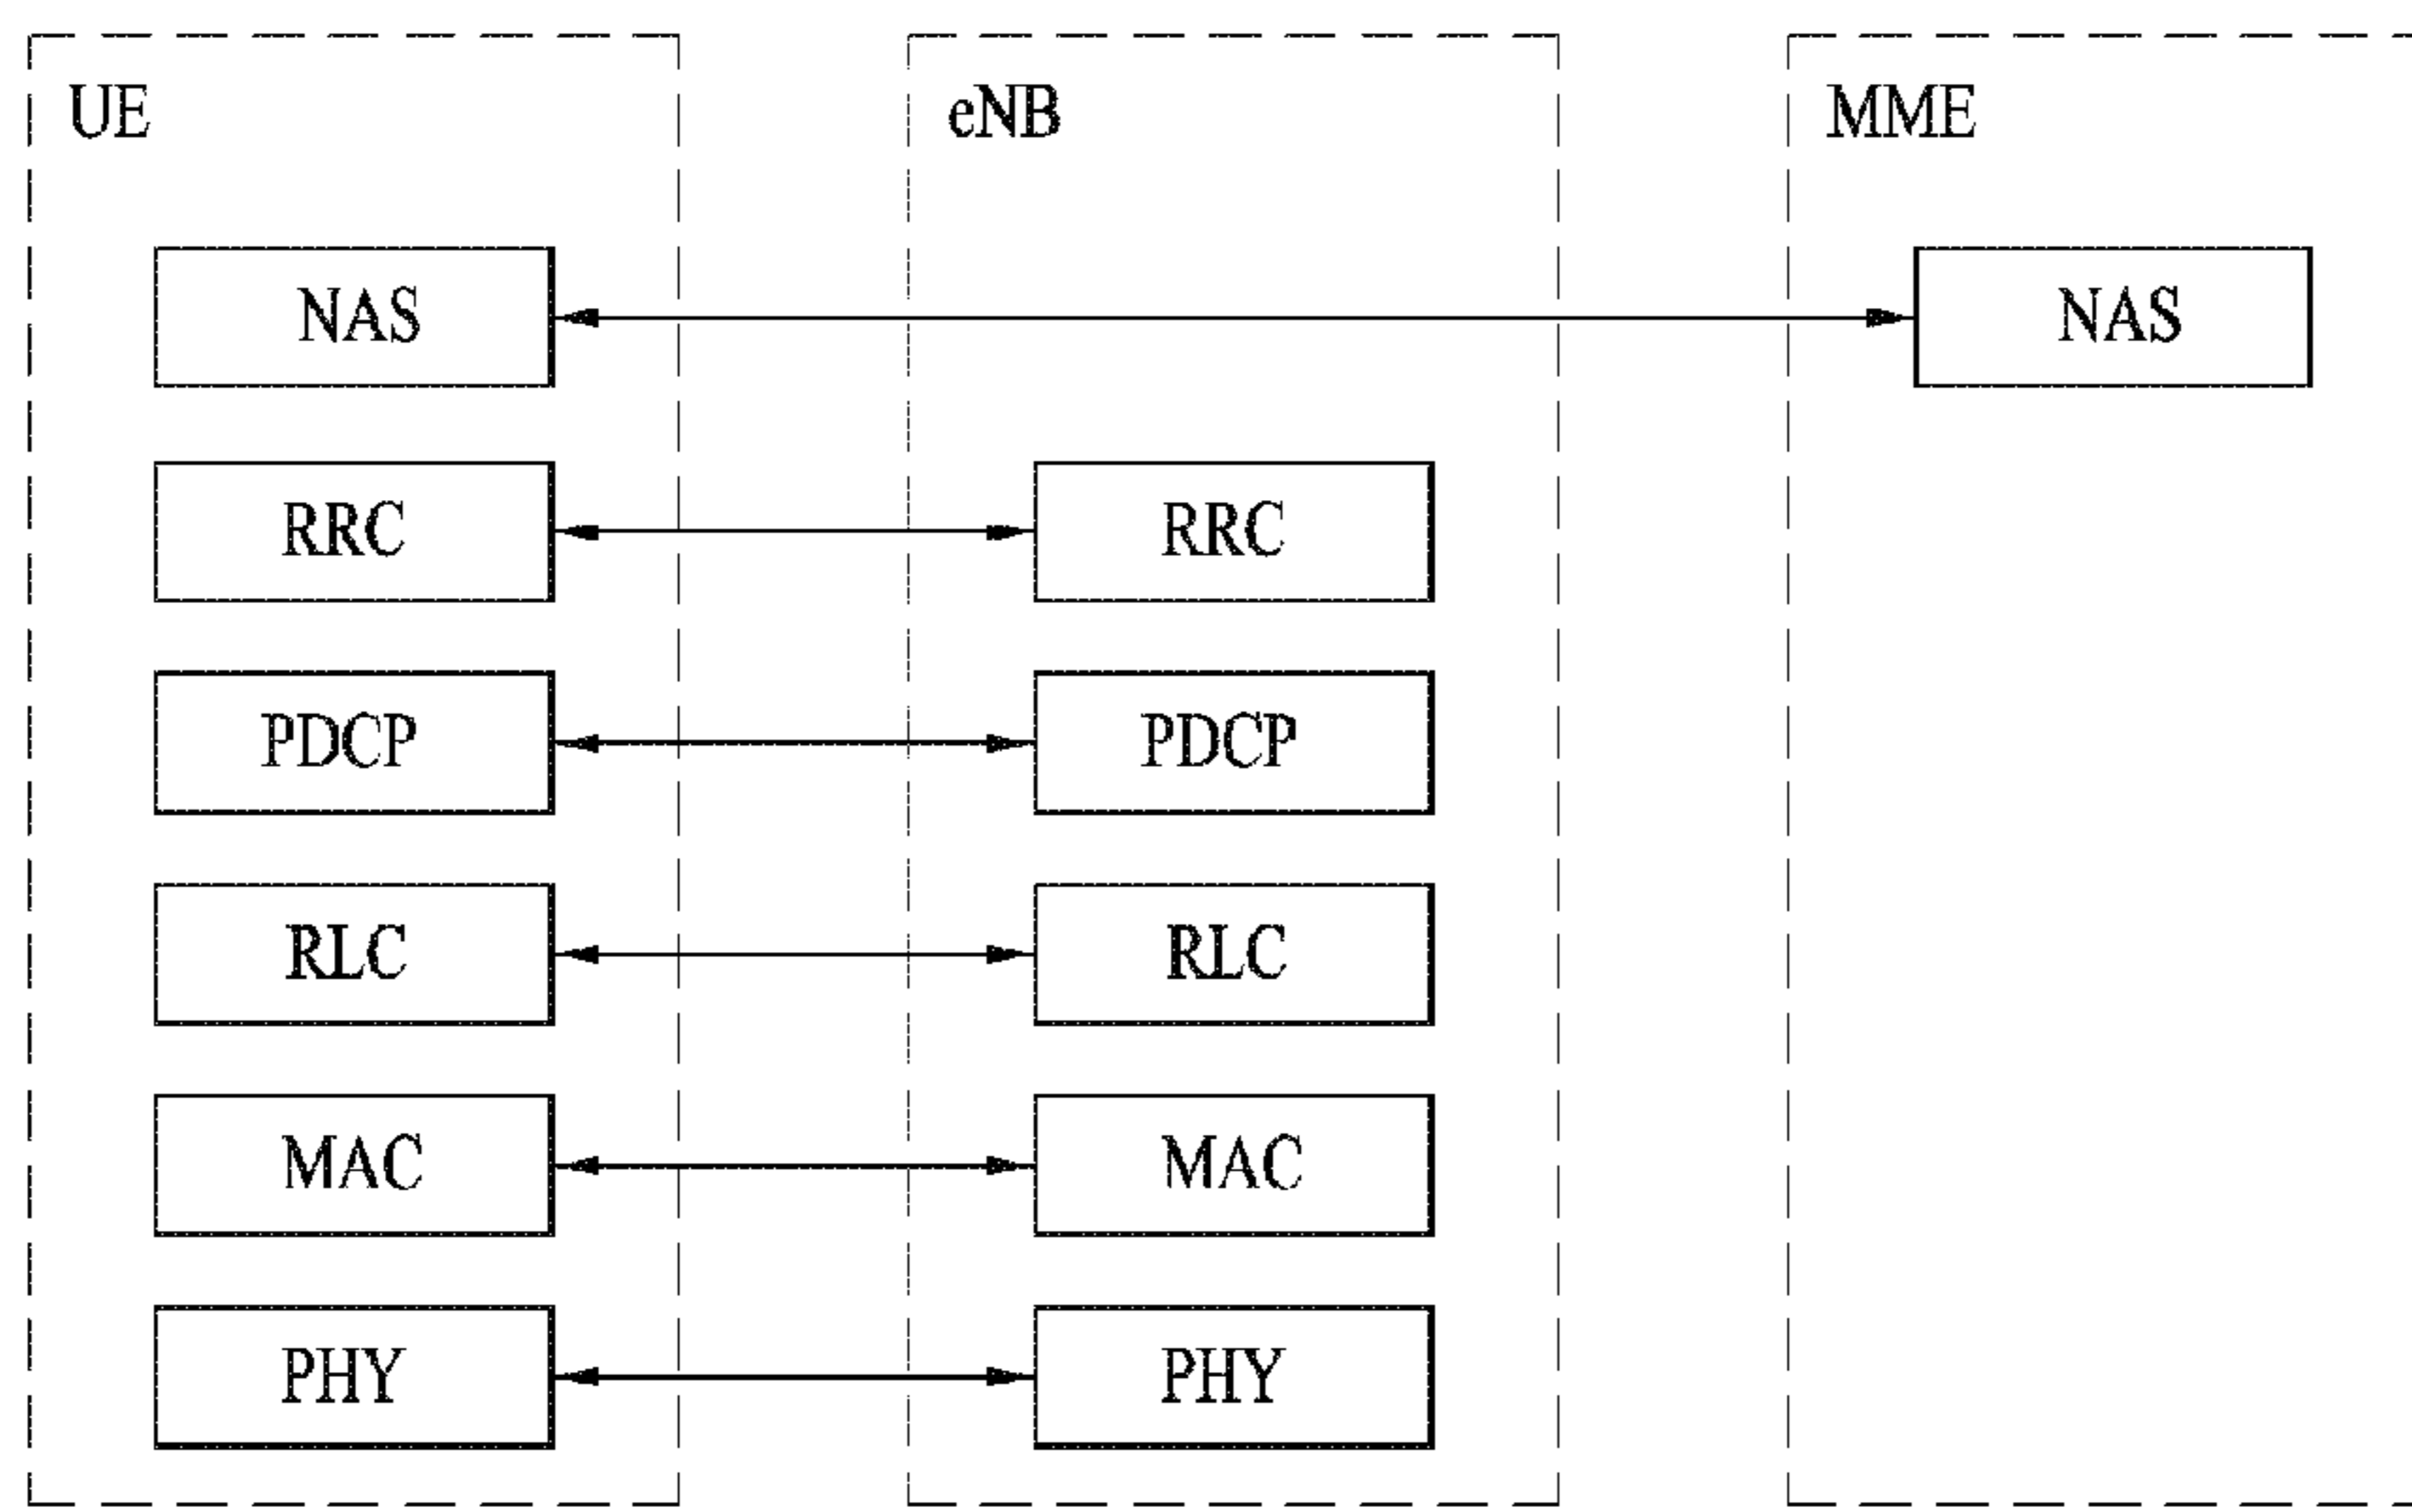 UE
eNB
MME
NAS
NAS
RRC
RRC
PDCP
PDCP
RLC
RLC
MAC
MAC
PHY
PHY